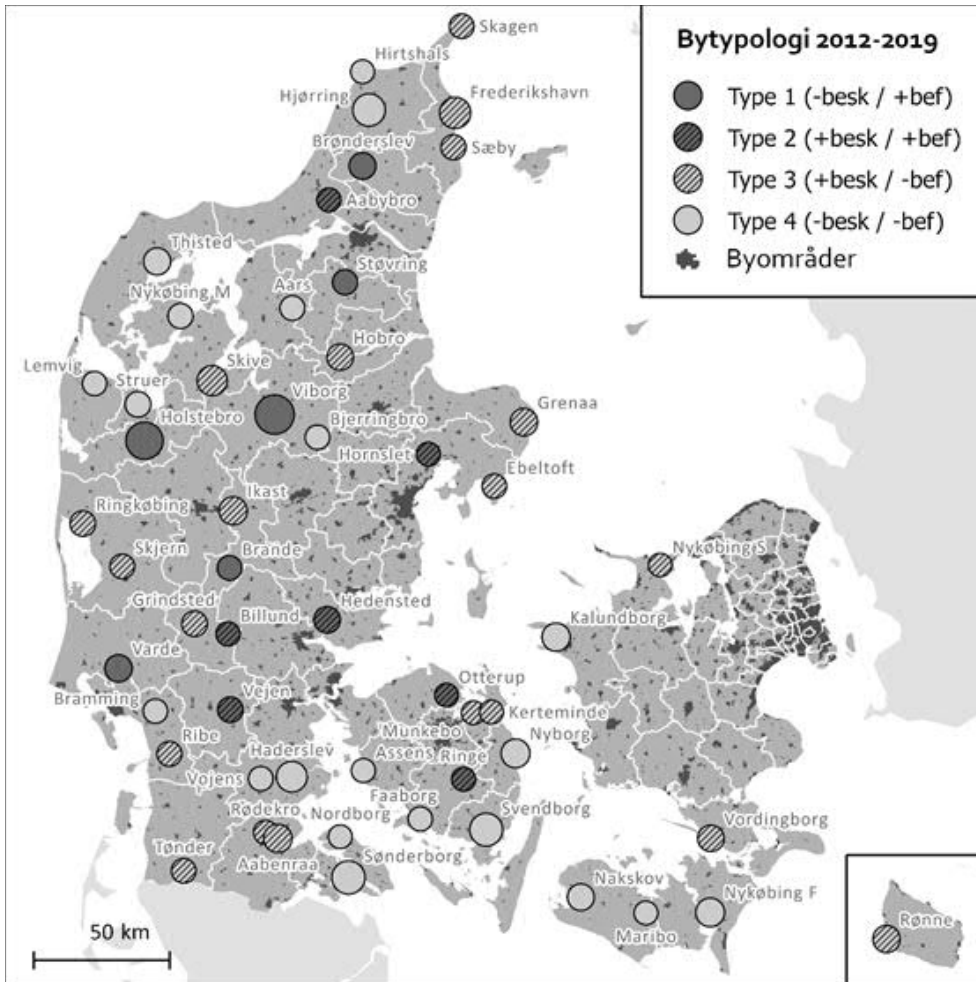 Bytypologi 2012-2019
Type 1 (-besk / +bef)
Type 2 (+besk / +bef)
Type 3 (+besk / -bef)
Type 4 (-besk / -bef)
Byområder
Skagen
Hirtshals
Hjørring
Frederikshavn
Brønderslev
Sæby
Aabybro
Thisted
Støvring
Nykøbing M
Aars
Hobro
Lemvig
Skive
Struer
Viborg
Holstebro
Bjerringbro
Grenaa
Hornslet
Ebeltoft
Ikast
Ringkøbing
Skjern
Brande
Nykøbing S
Grindsted
Billund
Hedensted
Kalundborg
Varde
Otterup
Bramming
Vejen
Kerteminde
Munkebo
Nyborg
Ribe
Haderslev
Assens
Ringe
Vojens
Faaborg
Svendborg
Rødekro
Nordborg
Vordingborg
Aabenraa
Tønder
Sønderborg
Nakskov
Nykøbing F
Maribo
Rønne
50 km